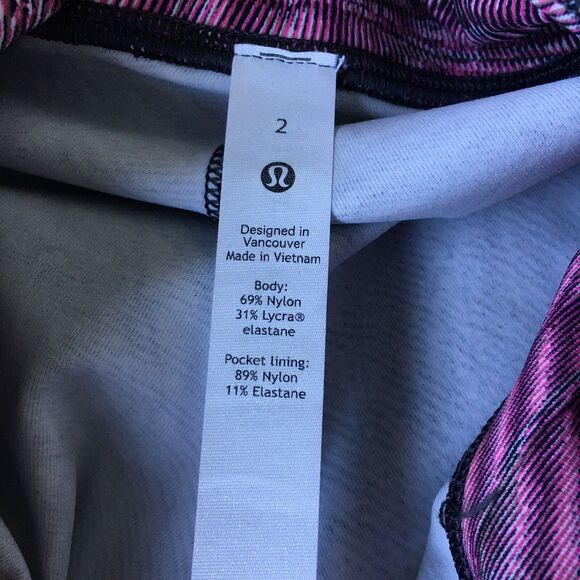 2
Designed in
Vancouver
Made in Vietnam
Body:
69% Nylon
31% Lycra®
elastane
Pocket lining:
89% Nylon
11% Elastane